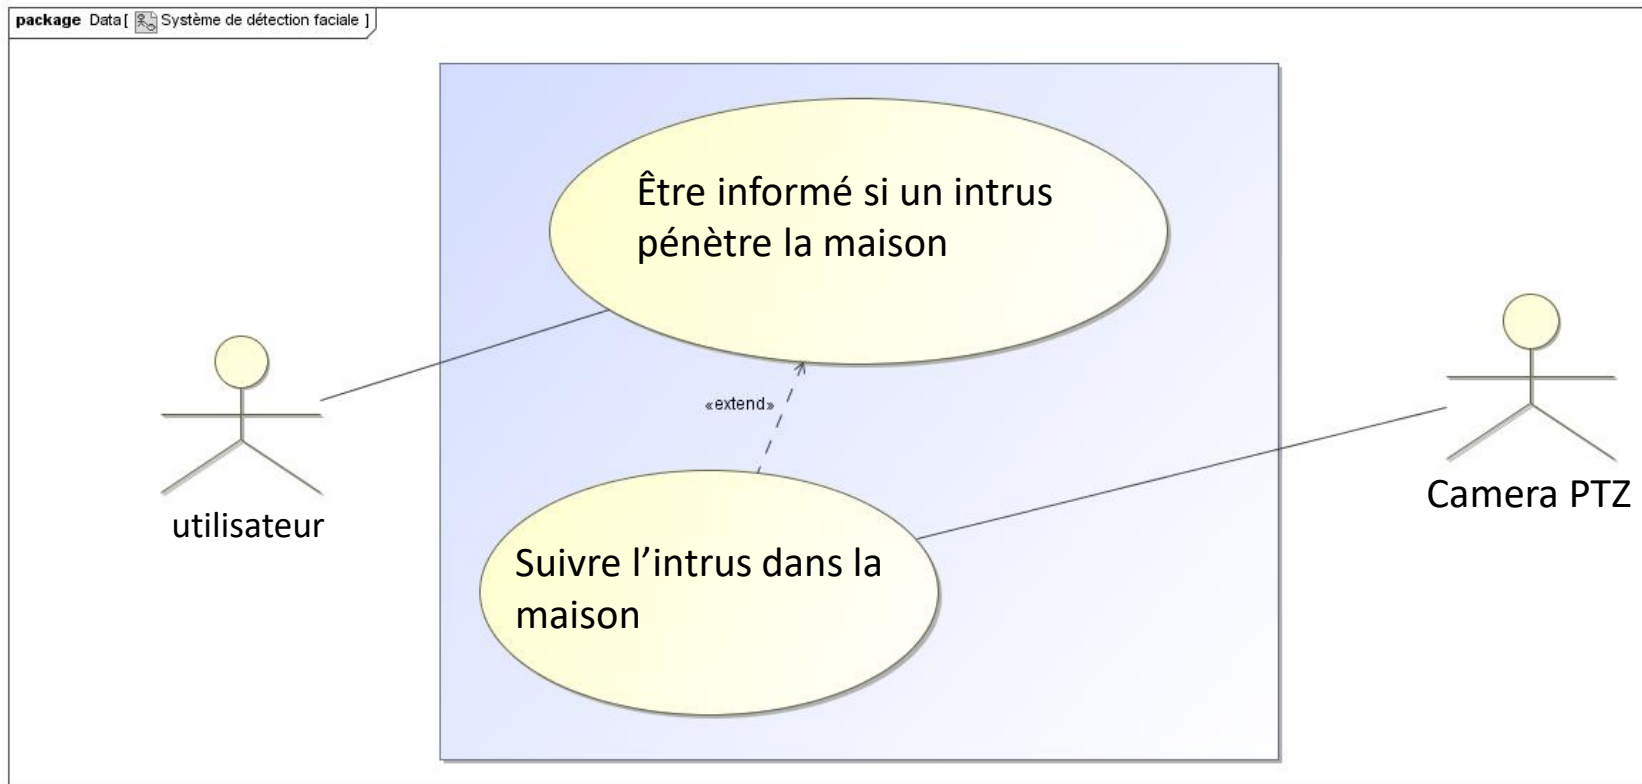 package Data[ Système de détection faciale ]
Être informé si un intrus
pénètre la maison
«extend»
utilisateur
Camera PTZ
Suivre l’intrus dans la
maison